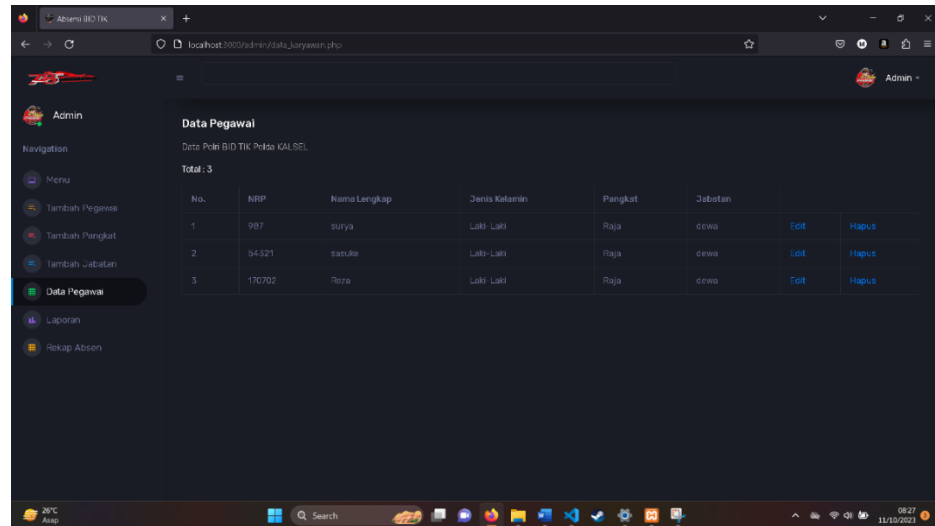 Absensi BID TIK
localhost:3000/admin/data_karyawan.php
Admin
Admin
Navigation
Menu
Tambah Pegawai
Tambah Pangkat
Tambah Jabatan
Data Pegawai
Laporan
Rekap Absen
Data Pegawai
Data Polri BID TIK Polda KALSEL
Total : 3
No. NRP Nama Lengkap Jenis Kelamin Pangkat Jabatan
1 987 surya Laki-Laki Raja dewa Edit Hapus
2 54321 sasuke Laki-Laki Raja dewa Edit Hapus
3 170702 Reza Laki-Laki Raja dewa Edit Hapus
26°C
Asap
Search
08:27
11/10/2023